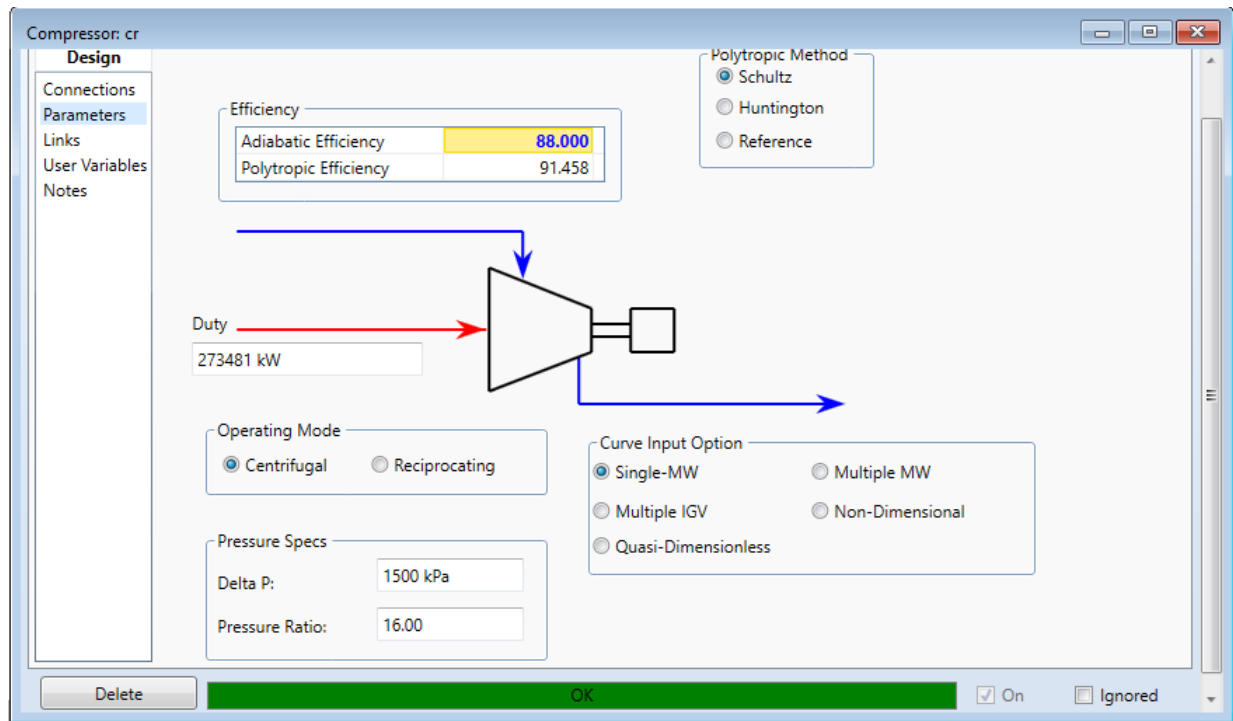 Compressor: cr
Design
Connections
Parameters
Links
User Variables
Notes
Polytropic Method
Schultz
Huntington
Reference
Efficiency
Adiabatic Efficiency 88.000
Polytropic Efficiency 91.458
Duty
273481 kW
Operating Mode
Centrifugal Reciprocating
Curve Input Option
Single-MW Multiple MW
Multiple IGV Non-Dimensional
Quasi-Dimensionless
Pressure Specs
Delta P: 1500 kPa
Pressure Ratio: 16.00
Delete OK On Ignored